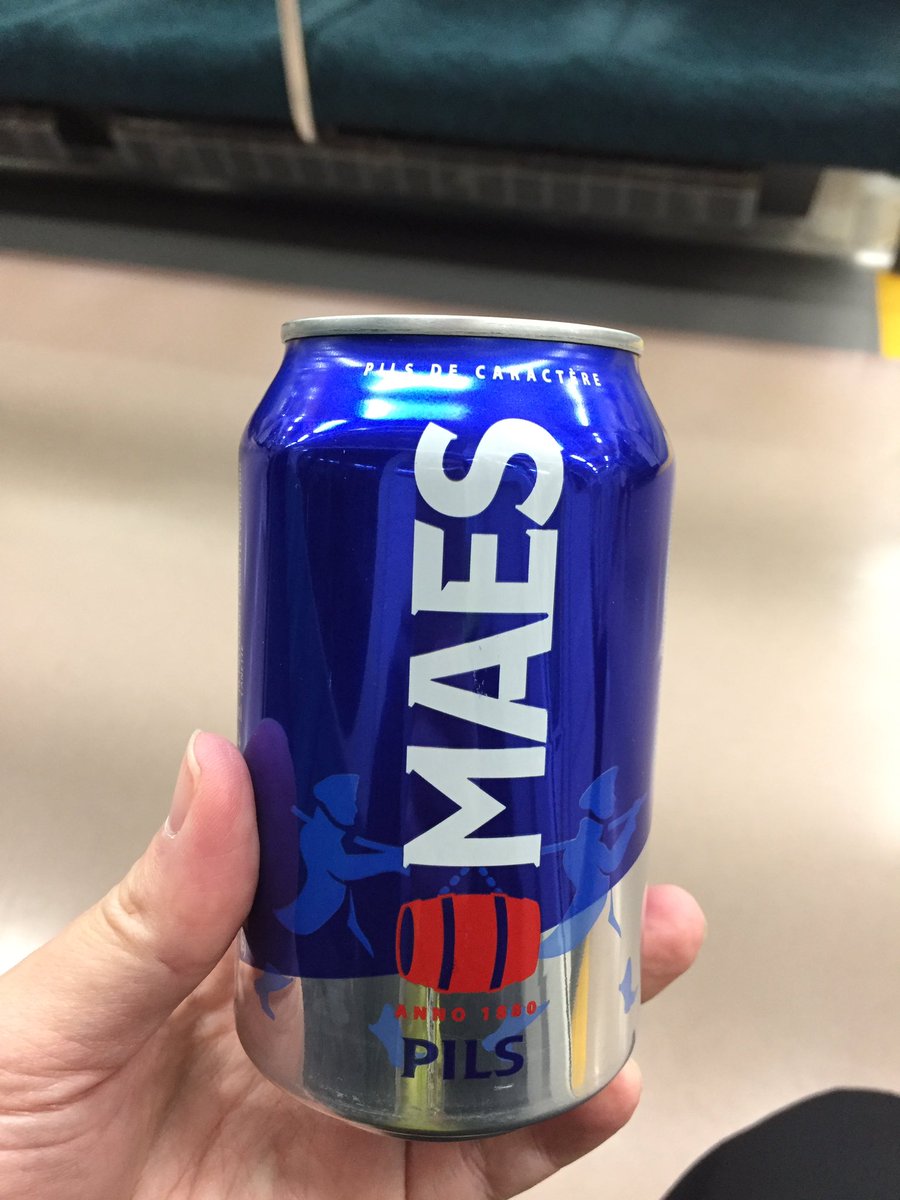 PILS DE CARACTÈRE
MAES
ANNO 1880
PILS